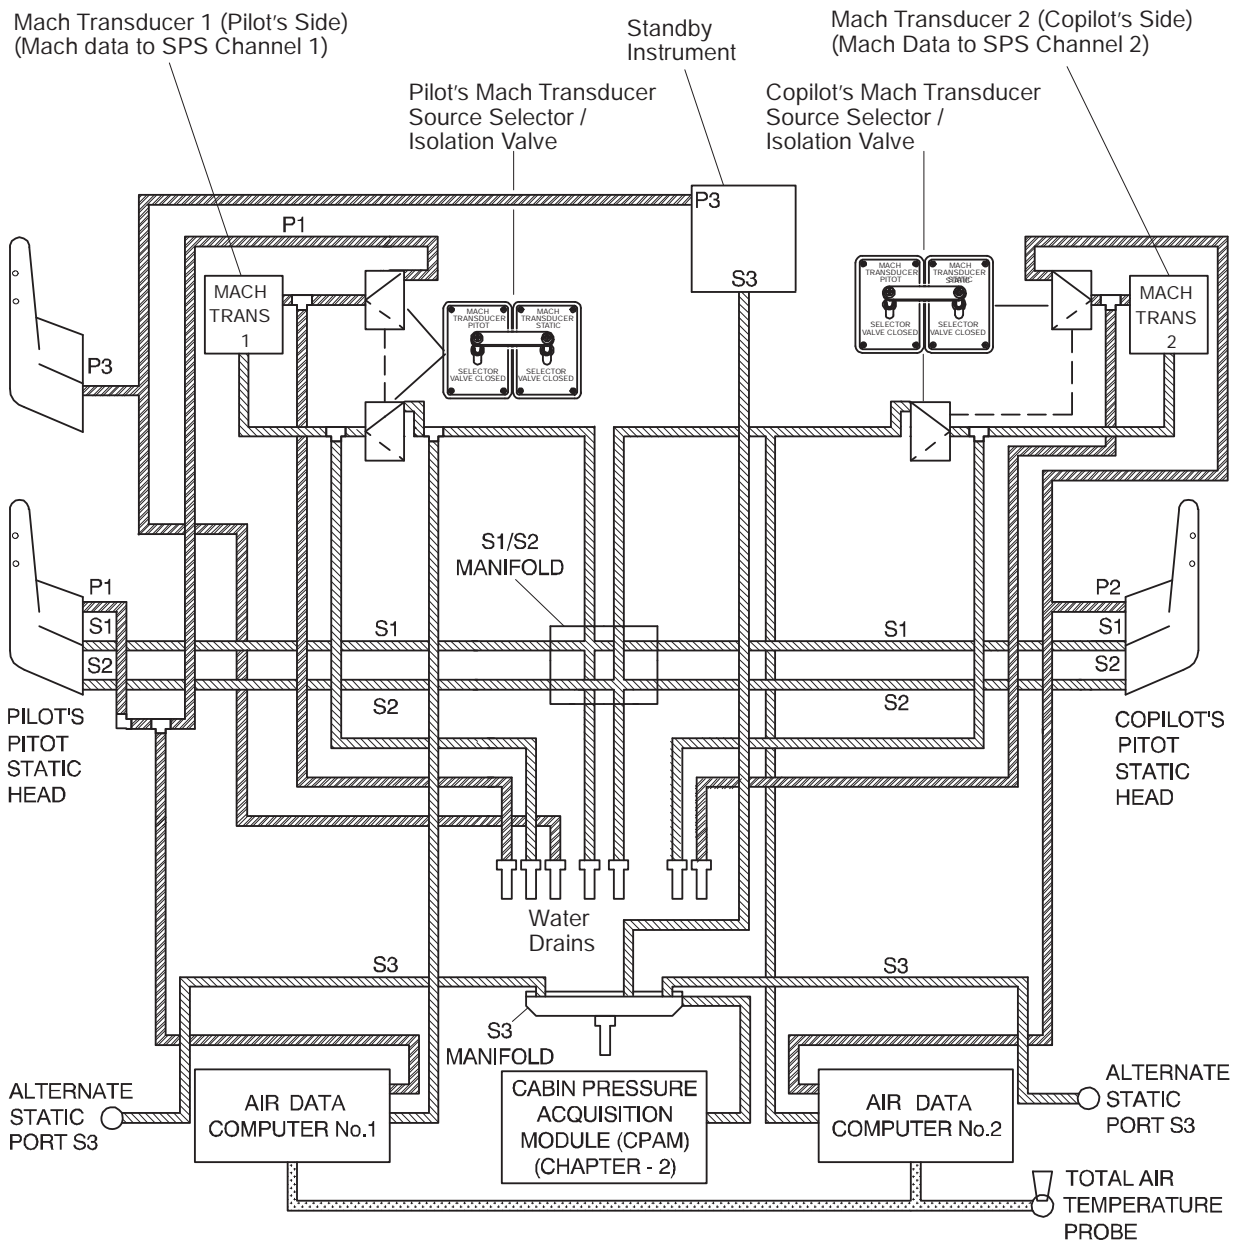 Mach Transducer 1 (Pilot's Side)
(Mach data to SPS Channel 1)
Standby
Instrument
Mach Transducer 2 (Copilot's Side)
(Mach Data to SPS Channel 2)
Pilot's Mach Transducer
Source Selector /
Isolation Valve
Copilot's Mach Transducer
Source Selector /
Isolation Valve
P3
S3
P1
MACH
TRANS
1
MACH
TRANSDUCER
PITOT
SELECTOR
VALVE CLOSED
MACH
TRANSDUCER
STATIC
SELECTOR
VALVE CLOSED
MACH
TRANSDUCER
PITOT
SELECTOR
VALVE CLOSED
MACH
TRANSDUCER
STATIC
SELECTOR
VALVE CLOSED
MACH
TRANS
2
P3
S1/S2
MANIFOLD
P1
S1
S2
S1
S2
S1
S2
P2
S1
S2
PILOT'S
PITOT
STATIC
HEAD
COPILOT'S
PITOT
STATIC
HEAD
Water
Drains
S3
S3
S3
MANIFOLD
ALTERNATE
STATIC
PORT S3
AIR DATA
COMPUTER No.1
CABIN PRESSURE
ACQUISITION
MODULE (CPAM)
(CHAPTER - 2)
AIR DATA
COMPUTER No.2
ALTERNATE
STATIC
PORT S3
TOTAL AIR
TEMPERATURE
PROBE